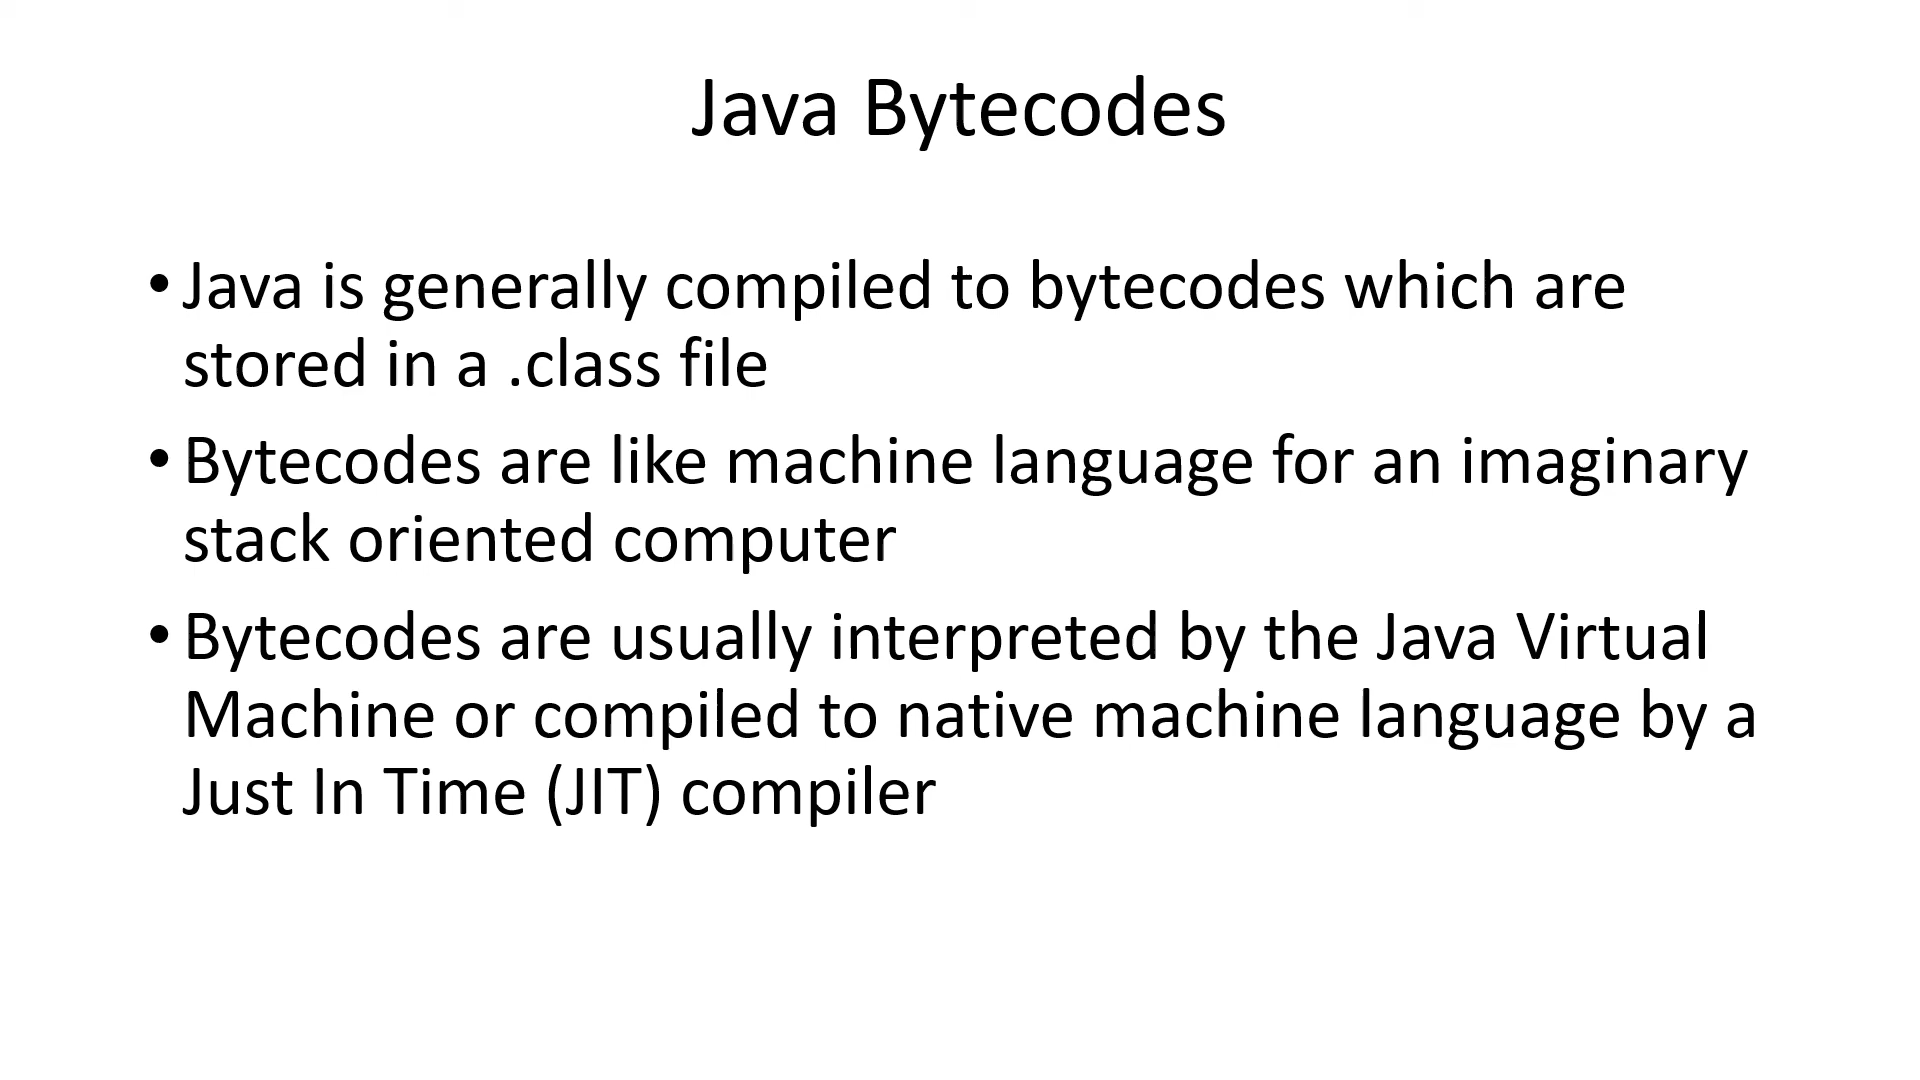 Java Bytecodes
• Java is generally compiled to bytecodes which are
stored in a .class file
• Bytecodes are like machine language for an imaginary
stack oriented computer
• Bytecodes are usually interpreted by the Java Virtual
Machine or compiled to native machine language by a
Just In Time (JIT) compiler